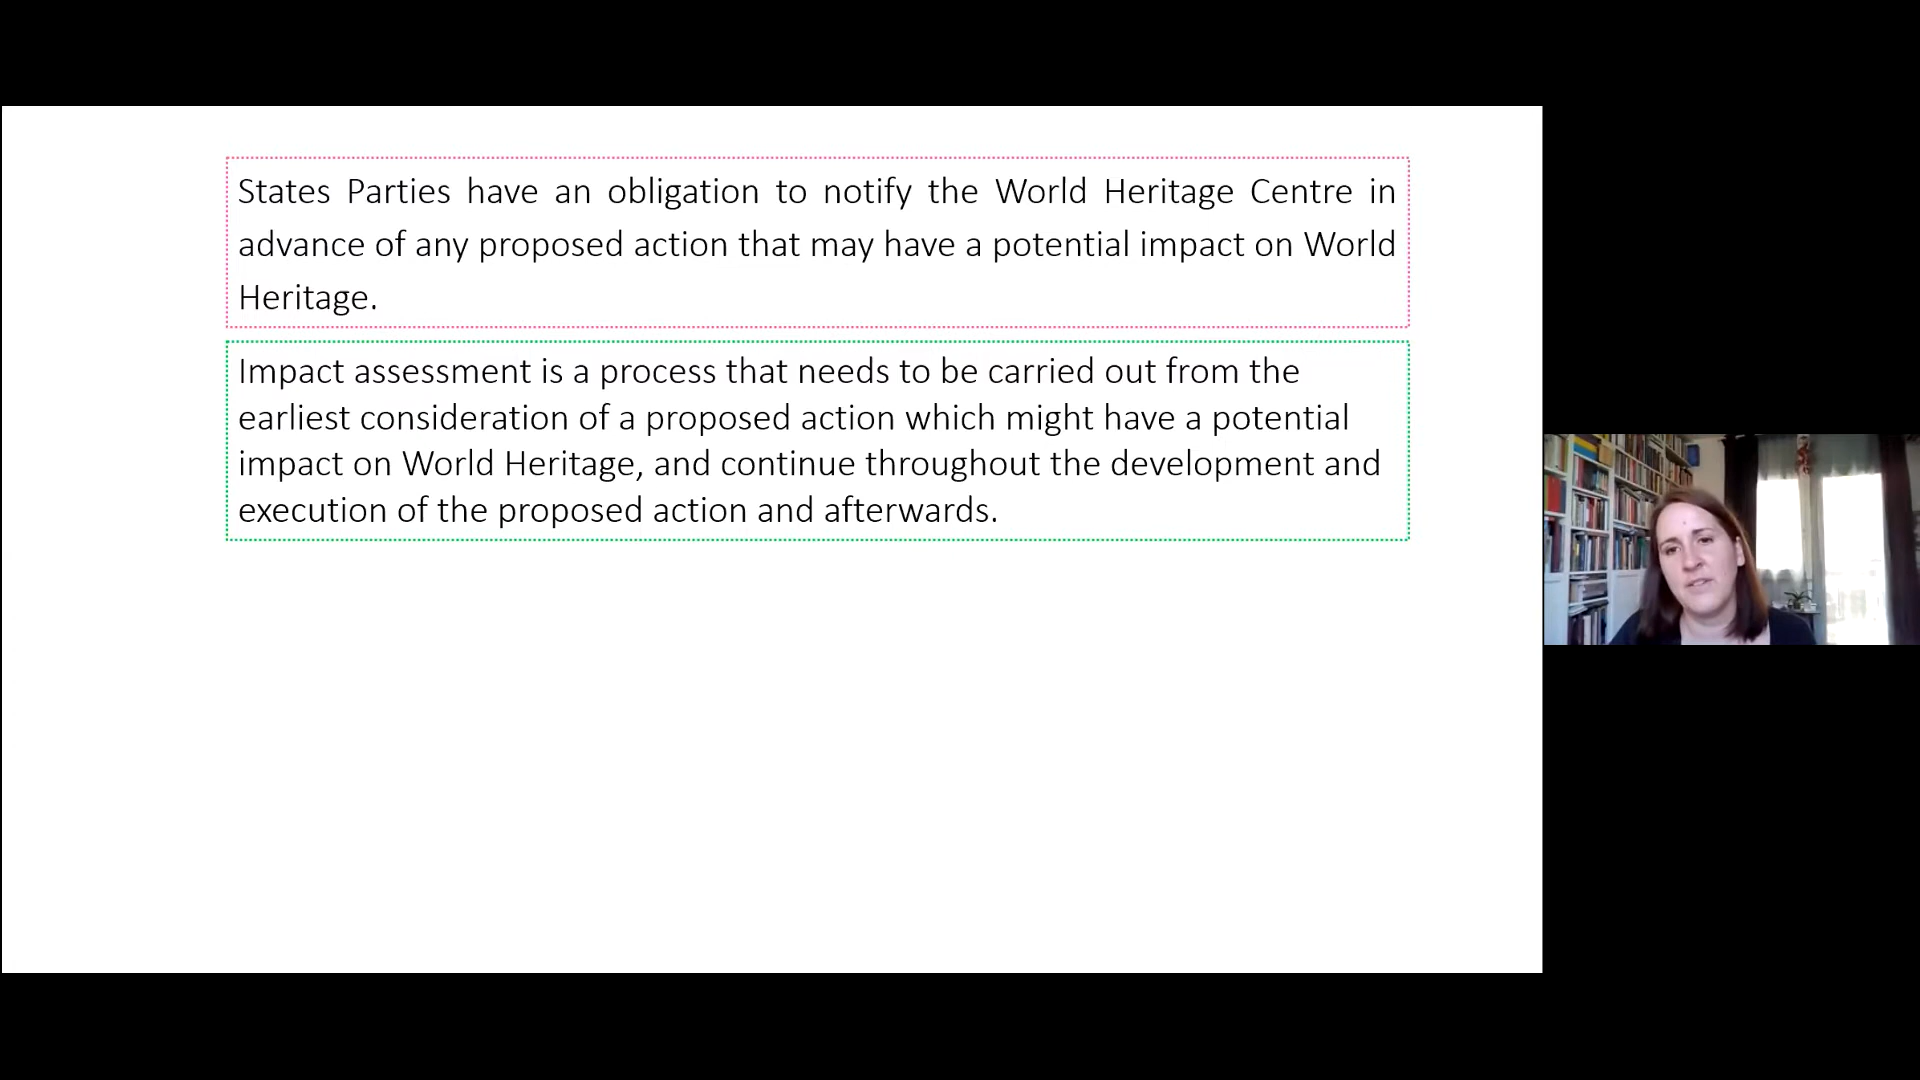 States Parties have an obligation to notify the World Heritage Centre in
advance of any proposed action that may have a potential impact on World
Heritage.
Impact assessment is a process that needs to be carried out from the
earliest consideration of a proposed action which might have a potential
impact on World Heritage, and continue throughout the development and
execution of the proposed action and afterwards.